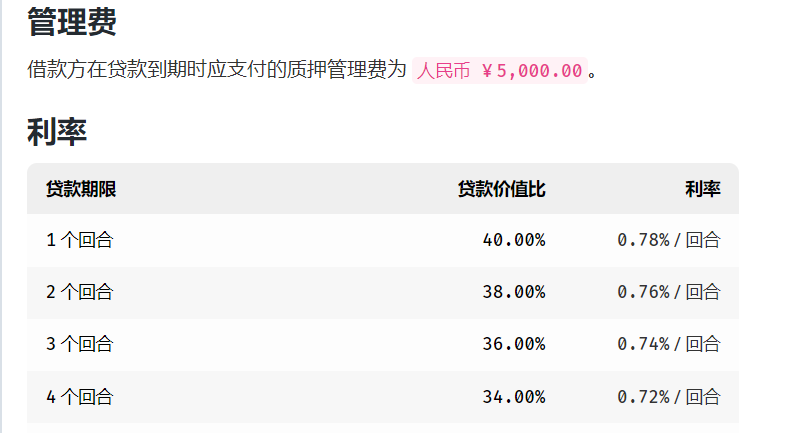 管理费
借款方在贷款到期时应支付的质押管理费为 人民币 ¥5,000.00 。
利率
贷款期限 贷款价值比 利率
1 个回合 40.00% 0.78% / 回合
2 个回合 38.00% 0.76% / 回合
3 个回合 36.00% 0.74% / 回合
4 个回合 34.00% 0.72% / 回合